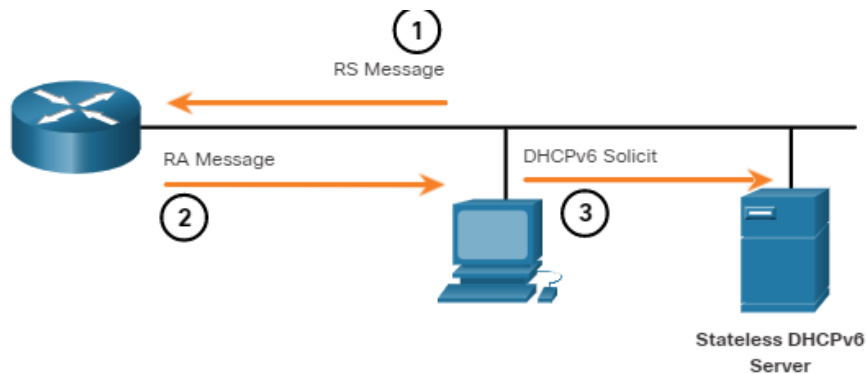 1
RS Message
RA Message
2
DHCPv6 Solicit
3
Stateless DHCPv6
Server